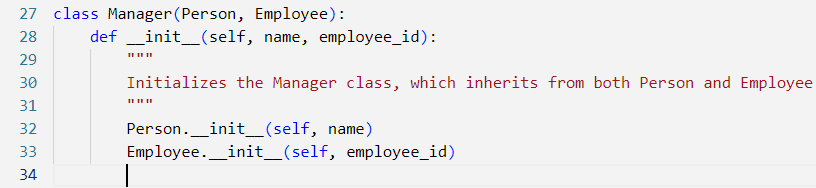 27 class Manager(Person, Employee):
28     def __init__(self, name, employee_id):
29         """
30         Initializes the Manager class, which inherits from both Person and Employee
31         """
32         Person.__init__(self, name)
33         Employee.__init__(self, employee_id)
34